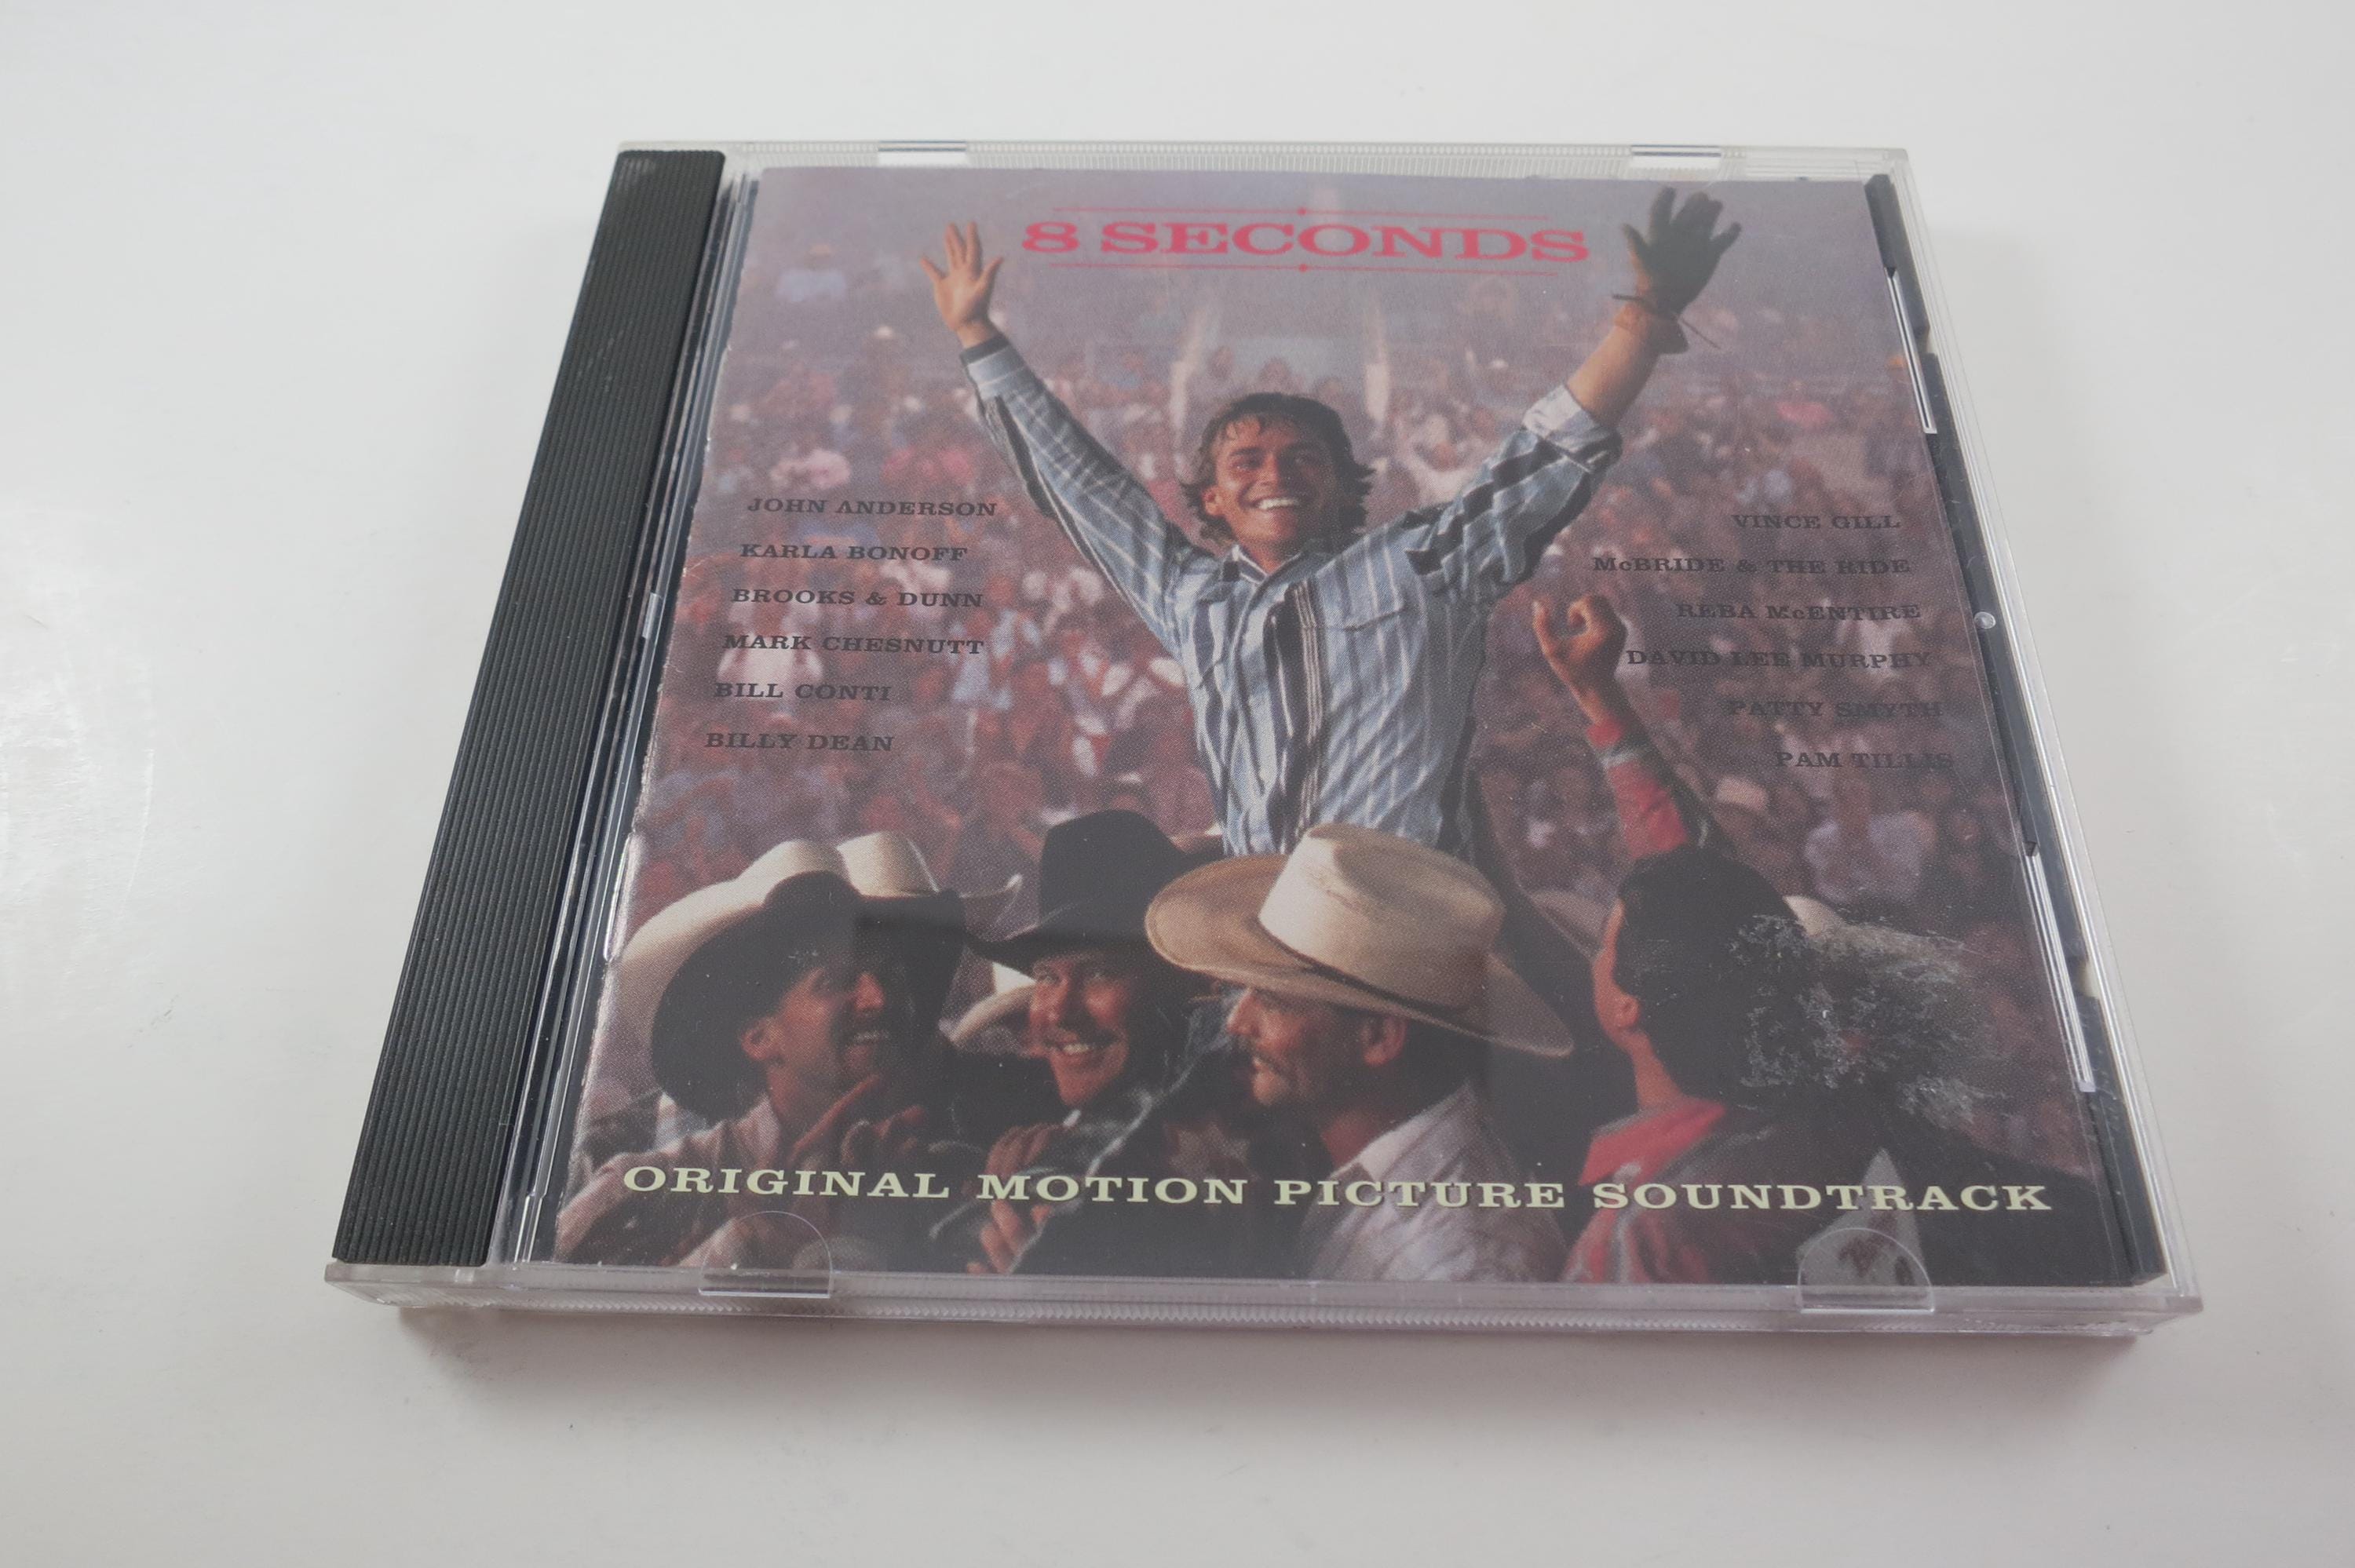 8 SECONDS
JOHN ANDERSON
KARLA BONOFF
BROOKS & DUNN
MARK CHESNUTT
BILL CONTI
BILLY DEAN
VINCE GILL
McBRIDE & THE RIDE
REBA McENTIRE
DAVID LEE MURPHY
PATTY SMYTH
PAM TILLIS
ORIGINAL MOTION PICTURE SOUNDTRACK